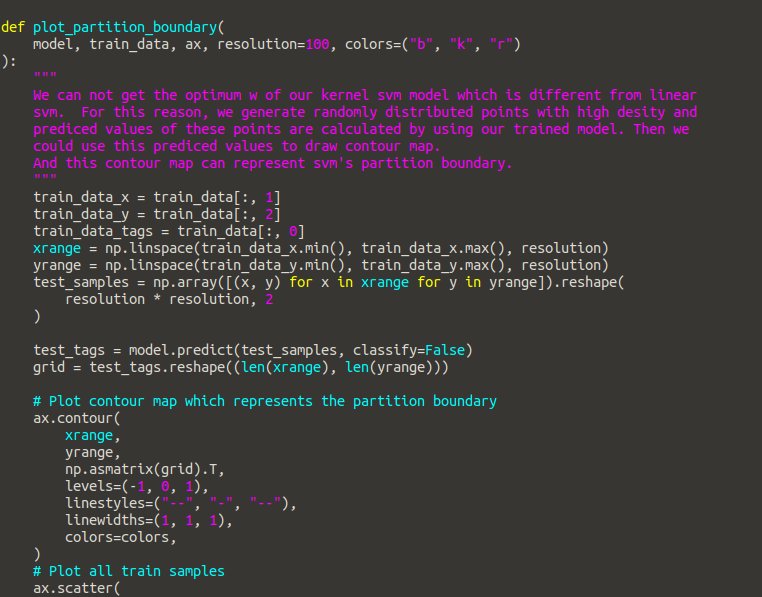 def plot_partition_boundary(
    model, train_data, ax, resolution=100, colors=("b", "k", "r")
):
    """
    We can not get the optimum w of our kernel svm model which is different from linear
    svm.  For this reason, we generate randomly distributed points with high desity and
    prediced values of these points are calculated by using our trained model. Then we
    could use this prediced values to draw contour map.
    And this contour map can represent svm's partition boundary.
    """
    train_data_x = train_data[:, 1]
    train_data_y = train_data[:, 2]
    train_data_tags = train_data[:, 0]
    xrange = np.linspace(train_data_x.min(), train_data_x.max(), resolution)
    yrange = np.linspace(train_data_y.min(), train_data_y.max(), resolution)
    test_samples = np.array([(x, y) for x in xrange for y in yrange]).reshape(
        resolution * resolution, 2
    )

    test_tags = model.predict(test_samples, classify=False)
    grid = test_tags.reshape((len(xrange), len(yrange)))

    # Plot contour map which represents the partition boundary
    ax.contour(
        xrange,
        yrange,
        np.asmatrix(grid).T,
        levels=(-1, 0, 1),
        linestyles=("--", "-", "--"),
        linewidths=(1, 1, 1),
        colors=colors,
    )
    # Plot all train samples
    ax.scatter(